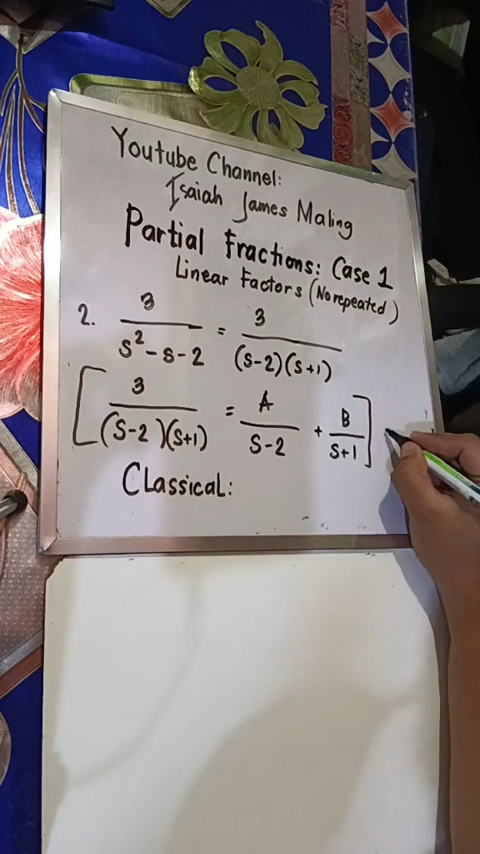 Youtube Channel:
Isaiah James Maling
Partial Fractions: Case 1
Linear Factors (No repeated)
2. 3/(s²-s-2) = 3/((s-2)(s+1))
[3/((s-2)(s+1)) = A/(s-2) + B/(s+1)]
Classical: